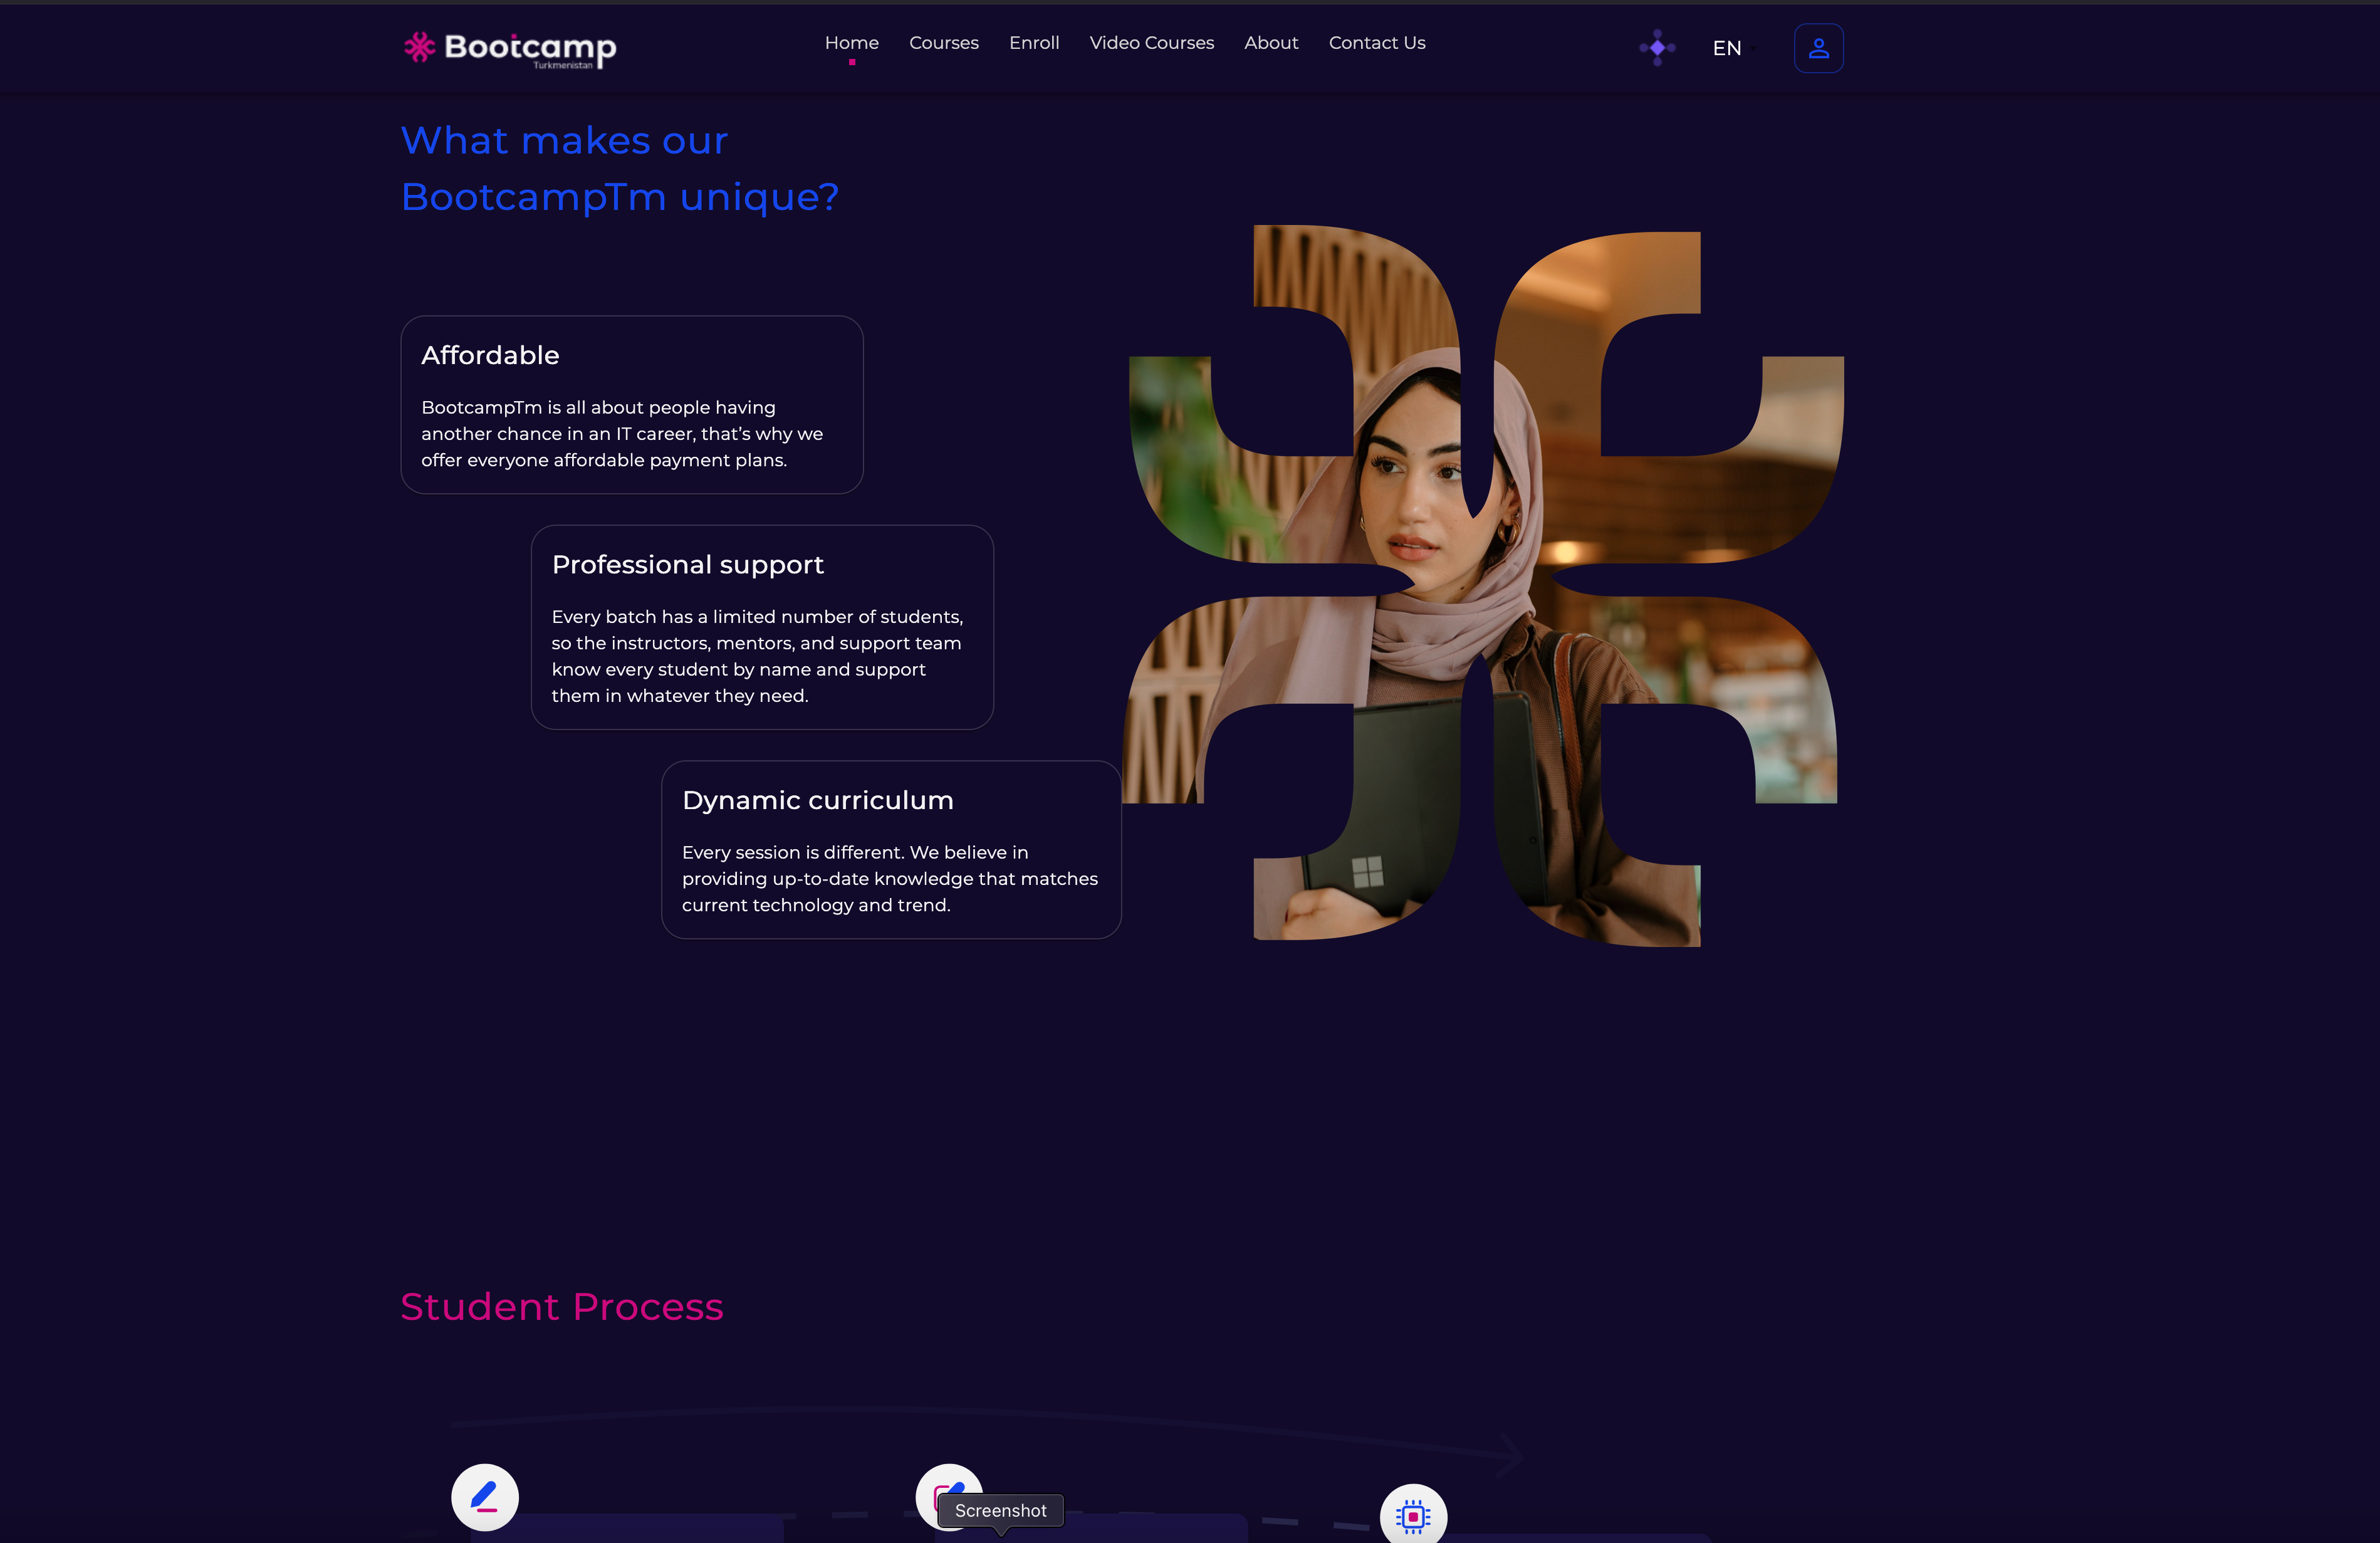 Bootcamp
Turkmenistan
Home
Courses
Enroll
Video Courses
About
Contact Us
EN
What makes our
BootcampTm unique?
Affordable
BootcampTm is all about people having
another chance in an IT career, that’s why we
offer everyone affordable payment plans.
Professional support
Every batch has a limited number of students,
so the instructors, mentors, and support team
know every student by name and support
them in whatever they need.
Dynamic curriculum
Every session is different. We believe in
providing up-to-date knowledge that matches
current technology and trend.
Student Process
Screenshot